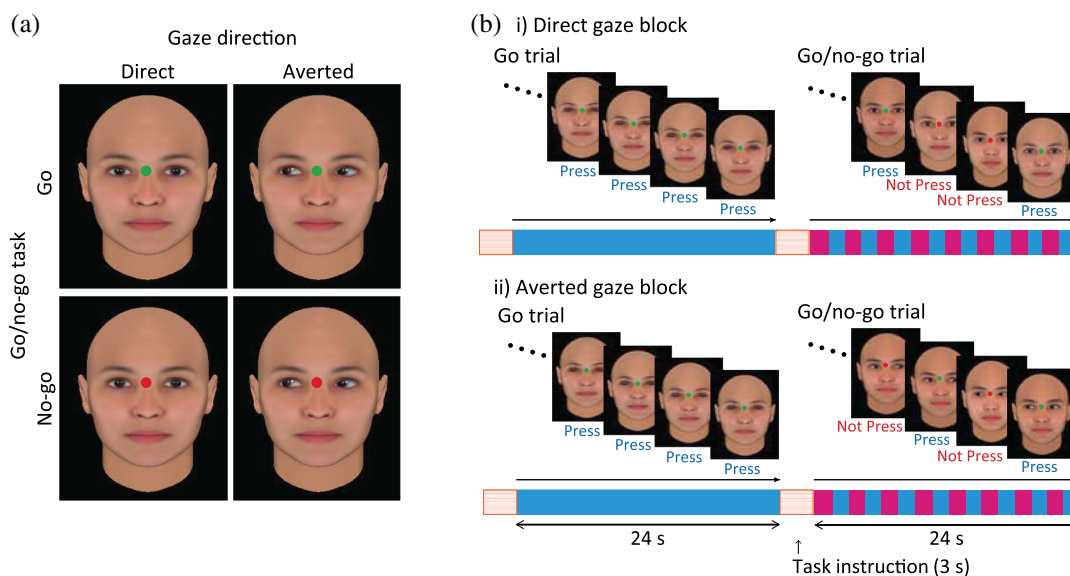 (a)
Gaze direction
Direct Averted
Go/no-go task
Go
No-go
(b) i) Direct gaze block
Go trial
Press
Press
Press
Press
Go/no-go trial
Press
Not Press
Not Press
Press
ii) Averted gaze block
Go trial
Press
Press
Press
Press
Go/no-go trial
Not Press
Press
Not Press
Press
24 s
24 s
↑
Task instruction (3 s)